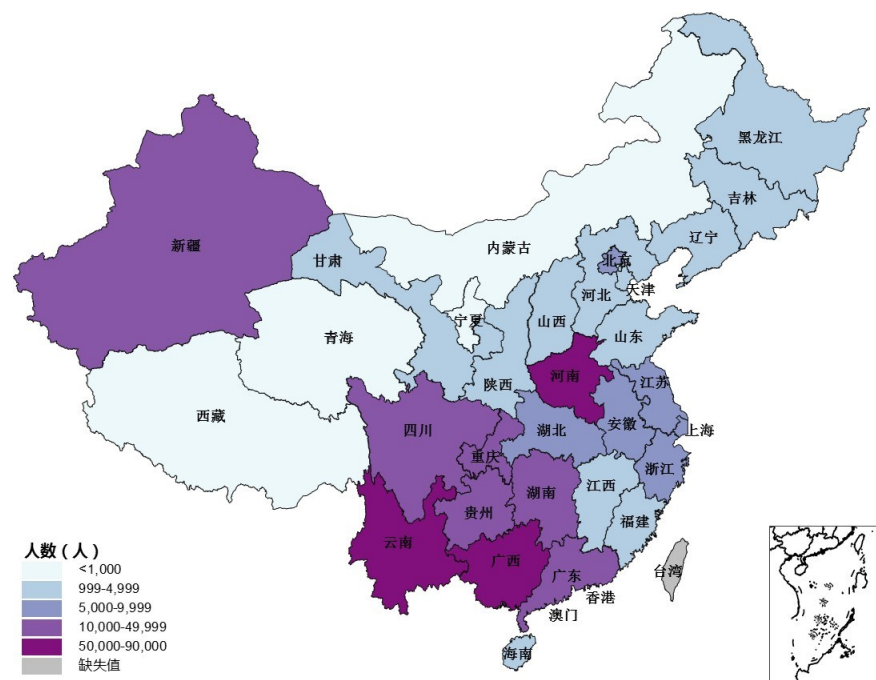 黑龙江
吉林
辽宁
新疆
甘肃
内蒙古
北京
天津
河北
宁夏
山西
青海
山东
陕西
河南
江苏
西藏
四川
湖北
安徽
上海
重庆
浙江
湖南
江西
贵州
福建
云南
广西
广东
台湾
香港
澳门
海南
人数（人）
<1,000
999-4,999
5,000-9,999
10,000-49,999
50,000-90,000
缺失值